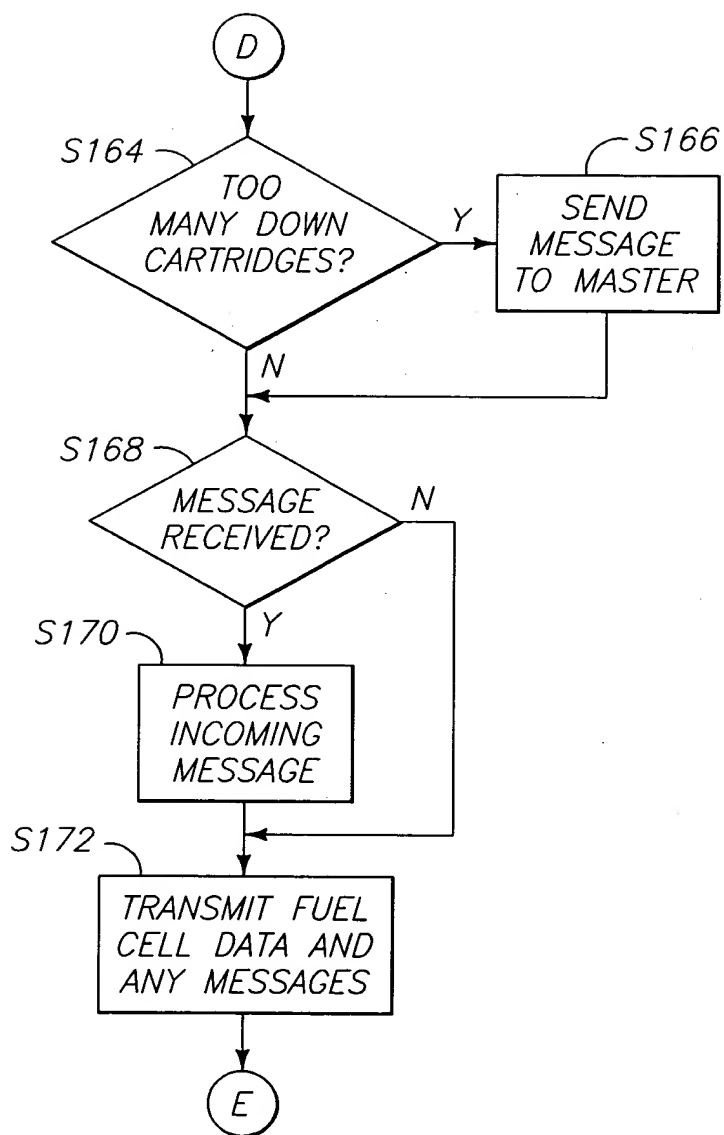 D
S164
TOO
MANY DOWN
CARTRIDGES?
Y
S166
SEND
MESSAGE
TO MASTER
N
S168
MESSAGE
RECEIVED?
N
Y
S170
PROCESS
INCOMING
MESSAGE
S172
TRANSMIT FUEL
CELL DATA AND
ANY MESSAGES
E